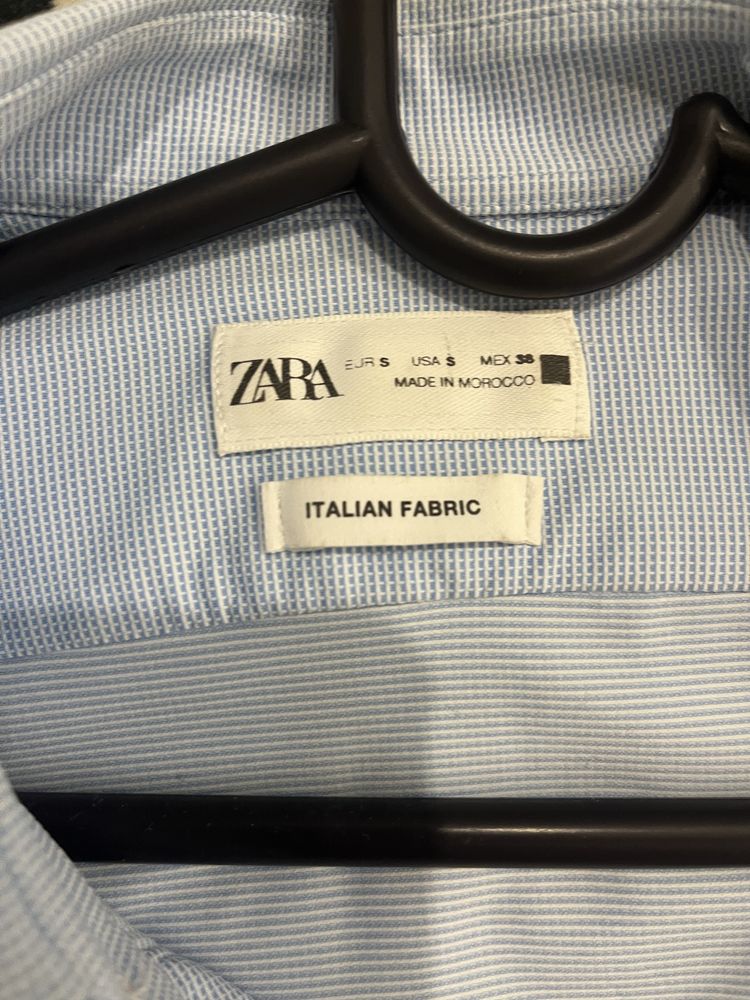 ZARA EUR S USA S MEX 38
MADE IN MOROCCO
ITALIAN FABRIC